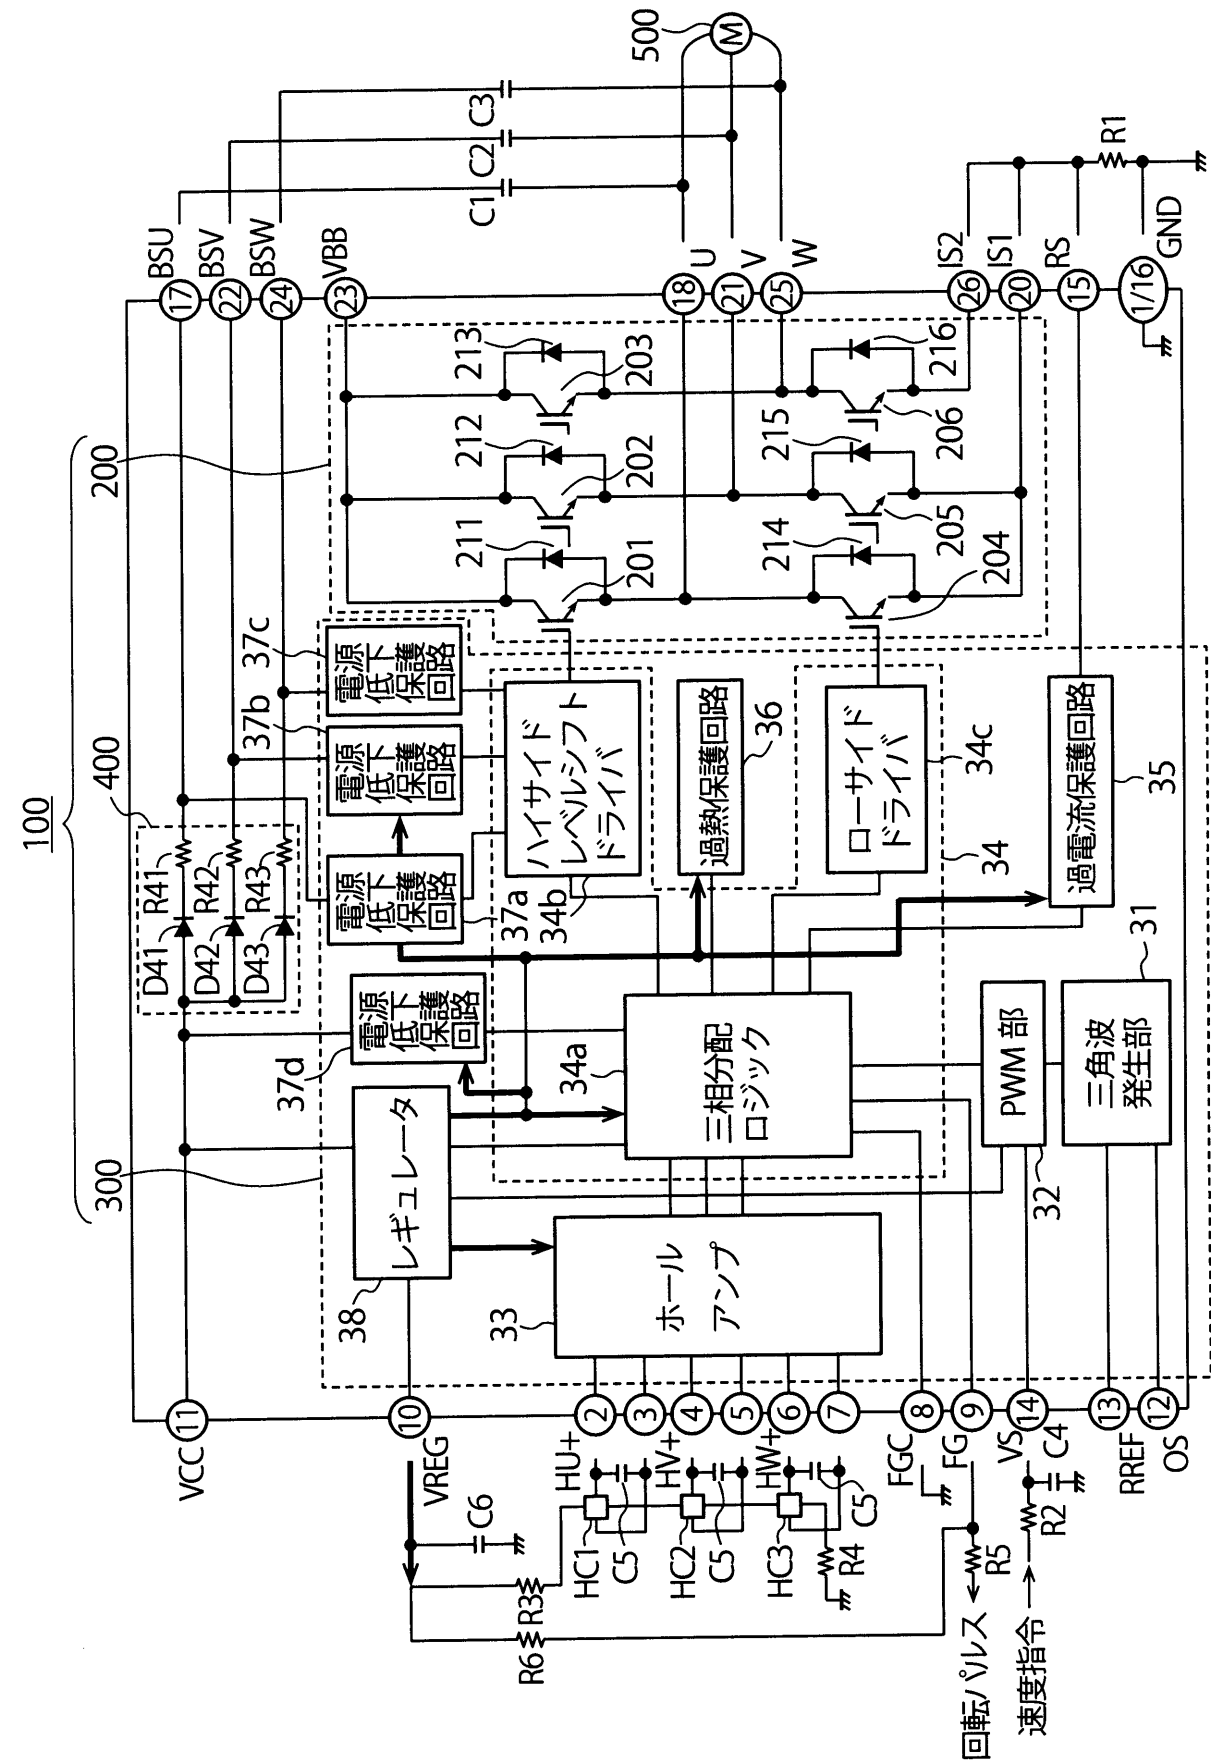 100
300
400
200
VCC
11
D41
R41
D42
R42
D43
R43
17
BSU
22
BSV
24
BSW
23
VBB
38
レギュレータ
37d
電源
低下
保護
回路
37a
電源
低下
保護
回路
37b
電源
低下
保護
回路
37c
電源
低下
保護
回路
10
VREG
C6
R3
R6
33
ホール
アンプ
34a
三相分配
ロジック
34b
ハイサイド
レベルシフト
ドライバ
36
過熱保護回路
34c
ローサイド
ドライバ
34
35
過電流保護回路
32
PWM部
31
三角波
発生部
211
201
212
202
213
203
214
204
215
205
216
206
18
U
21
V
25
W
26
IS2
20
IS1
15
RS
1/16
GND
R1
C1
C2
C3
500
M
HU+
2
3
HV+
4
5
HW+
6
7
HC1
C5
HC2
C5
HC3
C5
R4
FGC
8
FG
9
VS
14
C4
RREF
13
OS
12
R5
R2
回転パルス
速度指令